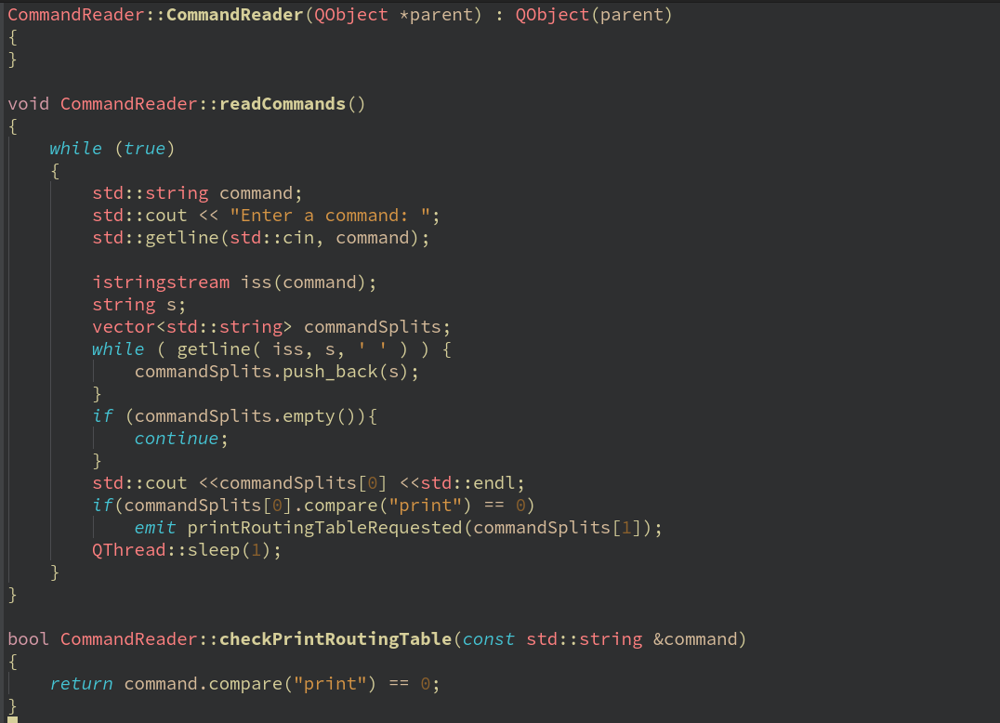 CommandReader::CommandReader(QObject *parent) : QObject(parent)
{
}

void CommandReader::readCommands()
{
    while (true)
    {
        std::string command;
        std::cout << "Enter a command: ";
        std::getline(std::cin, command);

        istringstream iss(command);
        string s;
        vector<std::string> commandSplits;
        while ( getline( iss, s, ' ' ) ) {
            commandSplits.push_back(s);
        }
        if (commandSplits.empty()){
            continue;
        }
        std::cout <<commandSplits[0] <<std::endl;
        if(commandSplits[0].compare("print") == 0)
            emit printRoutingTableRequested(commandSplits[1]);
        QThread::sleep(1);
    }
}

bool CommandReader::checkPrintRoutingTable(const std::string &command)
{
    return command.compare("print") == 0;
}